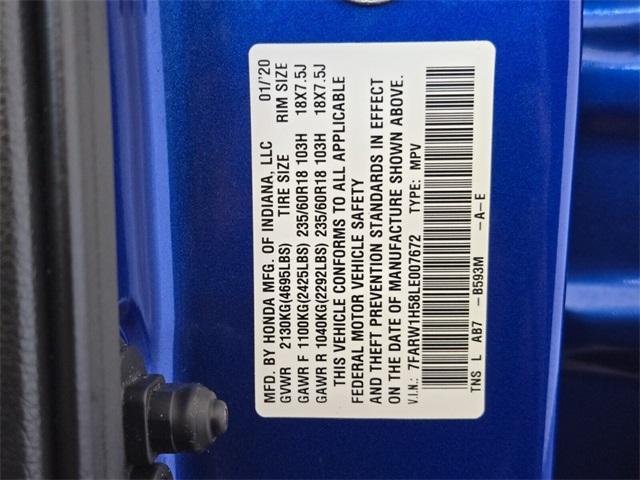 MFD. BY HONDA MFG. OF INDIANA, LLC 01/'20
GVWR 2130KG(4695LBS) TIRE SIZE RIM SIZE
GAWR F 1100KG(2425LBS) 235/60R18 103H 18X7.5J
GAWR R 1040KG(2292LBS) 235/60R18 103H 18X7.5J
THIS VEHICLE CONFORMS TO ALL APPLICABLE
FEDERAL MOTOR VEHICLE SAFETY
AND THEFT PREVENTION STANDARDS IN EFFECT
ON THE DATE OF MANUFACTURE SHOWN ABOVE.
V.I.N.: 7FARW1H58LE007672 TYPE: MPV
TNS L AB7 -B593M -A-E